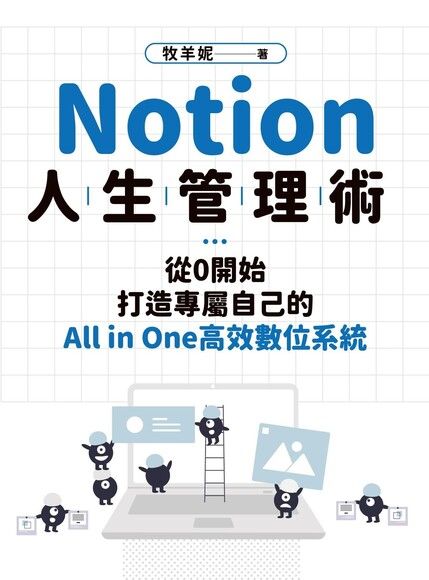 牧羊妮 著
Notion
人生管理術
從0開始
打造專屬自己的
All in One高效數位系統